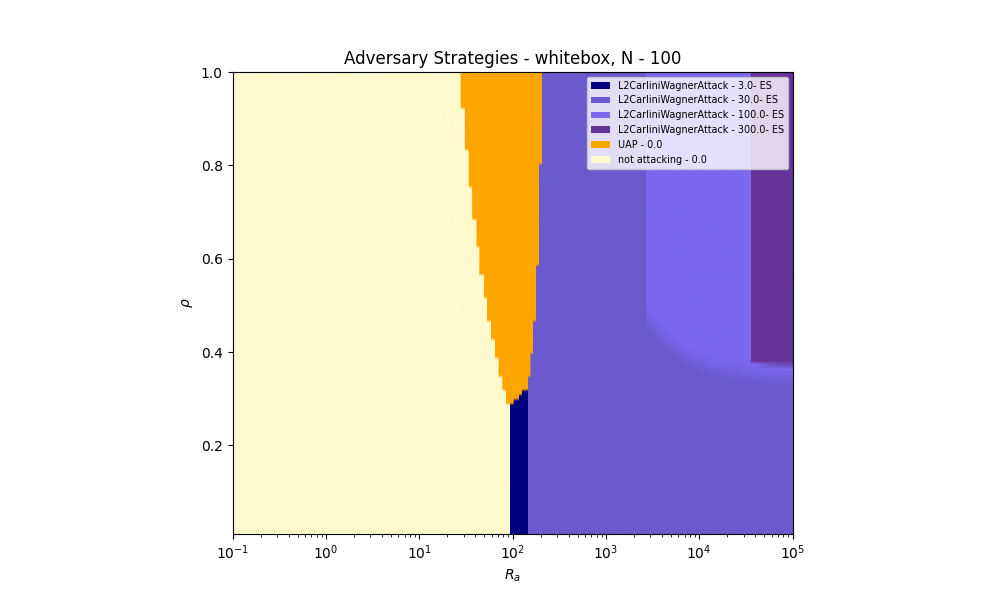 Adversary Strategies - whitebox, N - 100
1.0
0.8
0.6
0.4
0.2
ρ
L2CarliniWagnerAttack - 3.0- ES
L2CarliniWagnerAttack - 30.0- ES
L2CarliniWagnerAttack - 100.0- ES
L2CarliniWagnerAttack - 300.0- ES
UAP - 0.0
not attacking - 0.0
10⁻¹ 10⁰ 10¹ 10² 10³ 10⁴ 10⁵
Rₐ